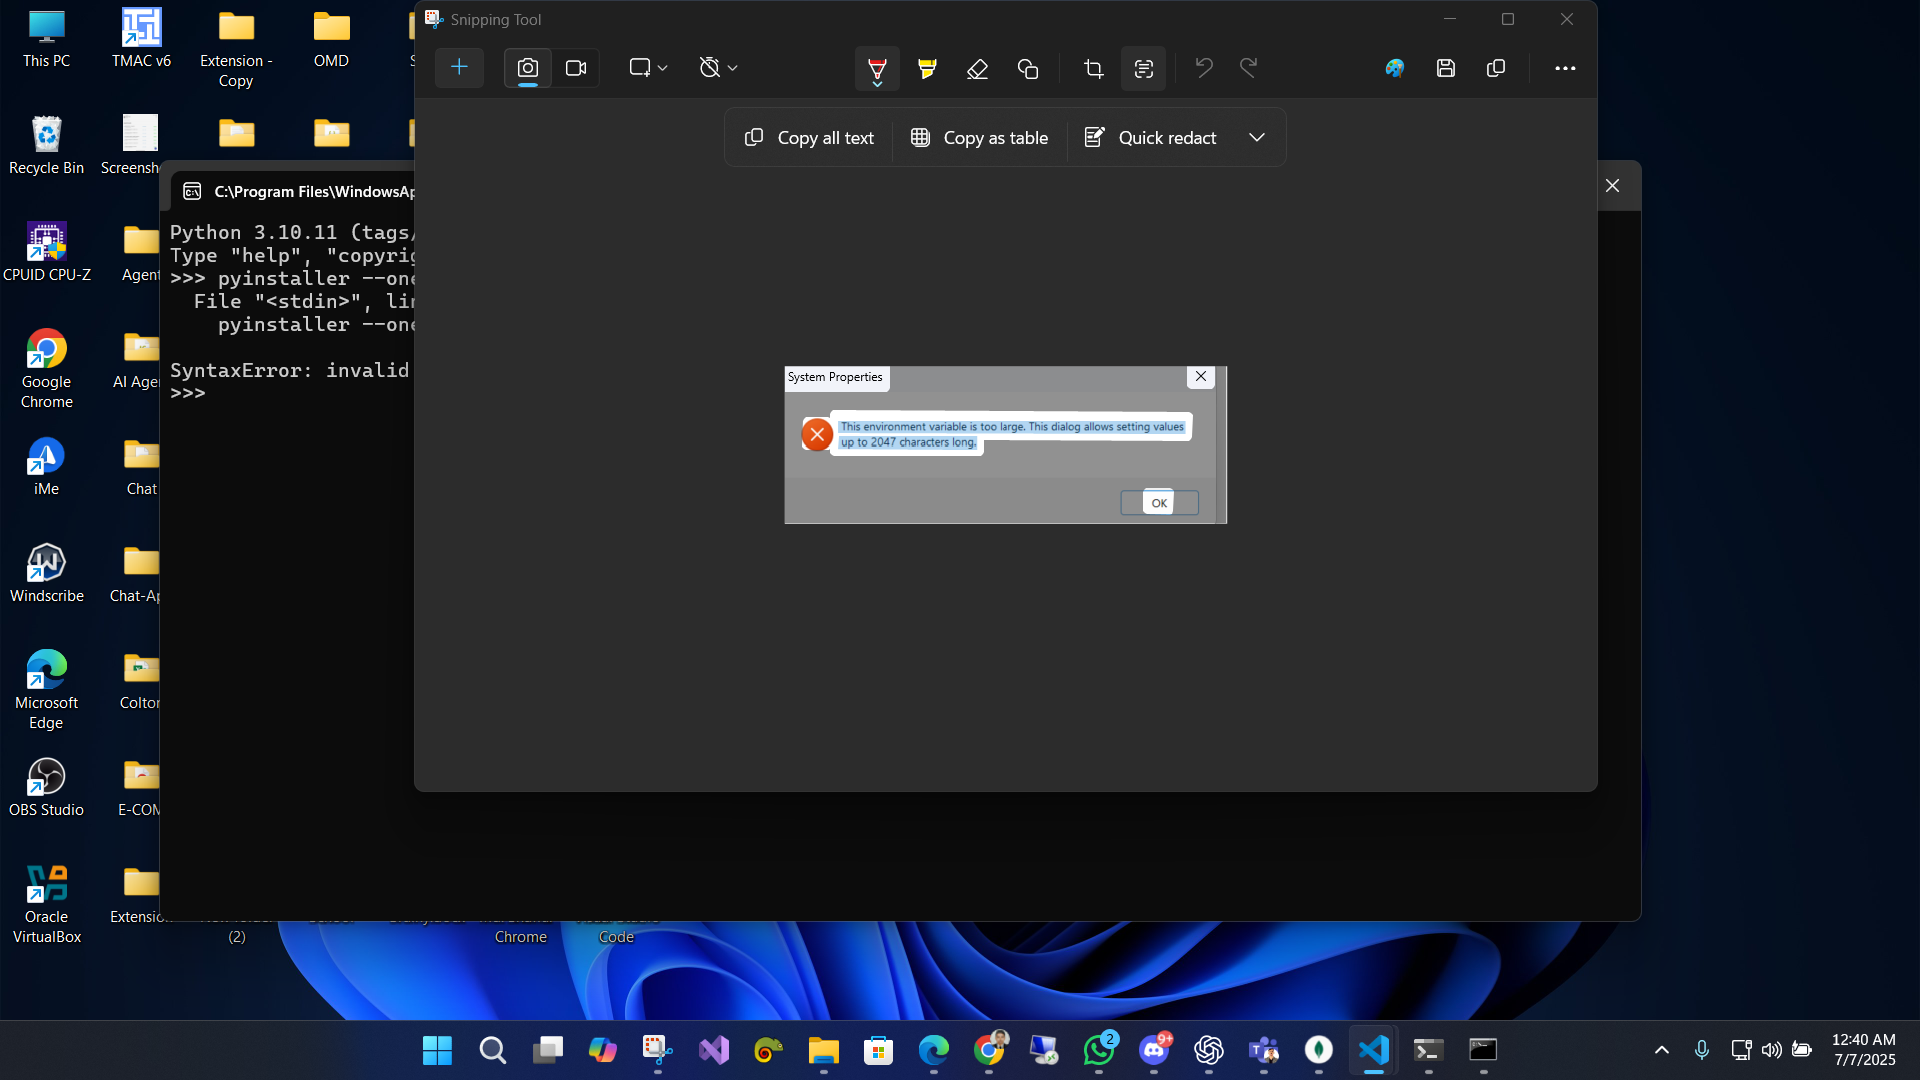 This PC
TMAC v6
Extension -
Copy
OMD
Recycle Bin
Screensh
CPUID CPU-Z
Agent
Google
Chrome
AI Age
iMe
Chat
Windscribe
Chat-Ap
Microsoft
Edge
Colto
OBS Studio
E-COM
Oracle
VirtualBox
Extensio
(2)
Chrome
Code
Snipping Tool
Copy all text
Copy as table
Quick redact
System Properties
This environment variable is too large. This dialog allows setting values
up to 2047 characters long.
OK
C:\Program Files\WindowsAp
Python 3.10.11 (tags/
Type "help", "copyrig
>>> pyinstaller --one
File "<stdin>", lin
pyinstaller --one
SyntaxError: invalid
>>>
2
9+
12:40 AM
7/7/2025